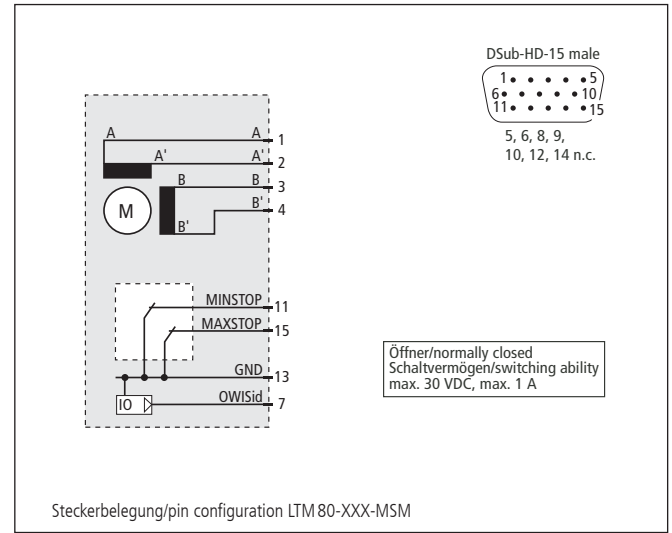 DSub-HD-15 male
1 5
6 10
11 15
5, 6, 8, 9,
10, 12, 14 n.c.
A A 1
A' A' 2
B B 3
B' 4
M
B'
MINSTOP 11
MAXSTOP 15
GND 13
IO OWISid 7
Öffner/normally closed
Schaltvermögen/switching ability
max. 30 VDC, max. 1 A
Steckerbelegung/pin configuration LTM 80-XXX-MSM